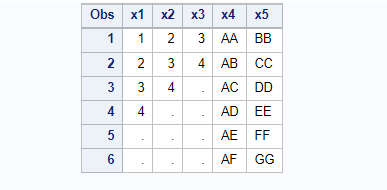 Obs x1 x2 x3 x4 x5
1 1 2 3 AA BB
2 2 3 4 AB CC
3 3 4 . AC DD
4 4 . . AD EE
5 . . . AE FF
6 . . . AF GG